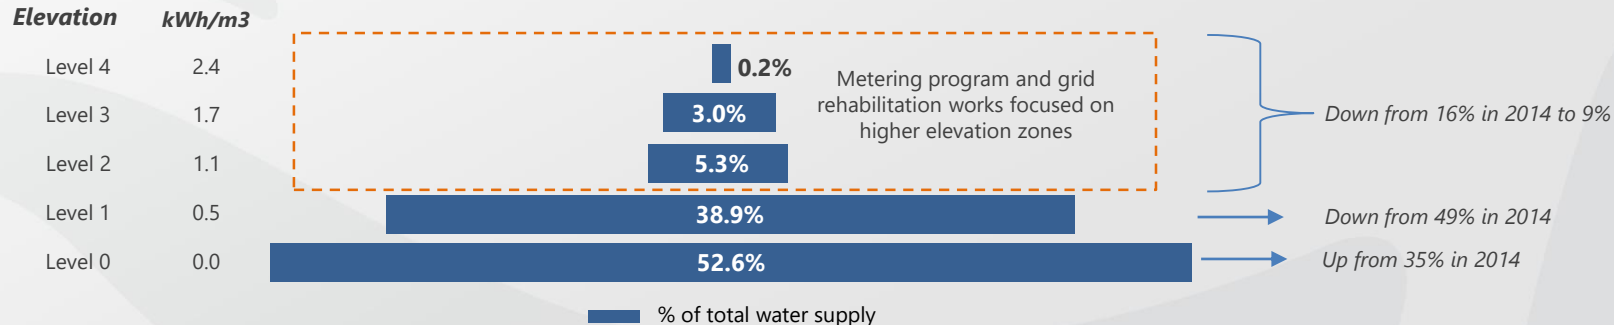 Elevation kWh/m3
Level 4 2.4 0.2%
Level 3 1.7 3.0%
Level 2 1.1 5.3%
Metering program and grid
rehabilitation works focused on
higher elevation zones
Down from 16% in 2014 to 9%
Level 1 0.5 38.9% Down from 49% in 2014
Level 0 0.0 52.6% Up from 35% in 2014
% of total water supply